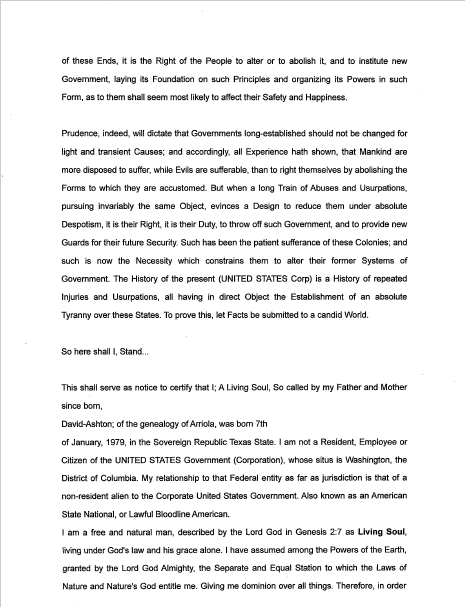 of these Ends, it is the Right of the People to alter or to abolish it, and to institute new
Government, laying its Foundation on such Principles and organizing its Powers in such
Form, as to them shall seem most likely to affect their Safety and Happiness.
Prudence, indeed, will dictate that Governments long-established should not be changed for
light and transient Causes; and accordingly, all Experience hath shown, that Mankind are
more disposed to suffer, while Evils are sufferable, than to right themselves by abolishing the
Forms to which they are accustomed. But when a long Train of Abuses and Usurpations,
pursuing invariably the same Object, evinces a Design to reduce them under absolute
Despotism, it is their Right, it is their Duty, to throw off such Government, and to provide new
Guards for their future Security. Such has been the patient sufferance of these Colonies; and
such is now the Necessity which constrains them to alter their former Systems of
Government. The History of the present (UNITED STATES Corp) is a History of repeated
Injuries and Usurpations, all having in direct Object the Establishment of an absolute
Tyranny over these States. To prove this, let Facts be submitted to a candid World.
So here shall I, Stand...
This shall serve as notice to certify that I; A Living Soul, So called by my Father and Mother
since born,
David-Ashton; of the genealogy of Arriola, was born 7th
of January, 1979, in the Sovereign Republic Texas State. I am not a Resident, Employee or
Citizen of the UNITED STATES Government (Corporation), whose situs is Washington, the
District of Columbia. My relationship to that Federal entity as far as jurisdiction is that of a
non-resident alien to the Corporate United States Government. Also known as an American
State National, or Lawful Bloodline American.
I am a free and natural man, described by the Lord God in Genesis 2:7 as Living Soul,
living under God's law and his grace alone. I have assumed among the Powers of the Earth,
granted by the Lord God Almighty, the Separate and Equal Station to which the Laws of
Nature and Nature's God entitle me. Giving me dominion over all things. Therefore, in order